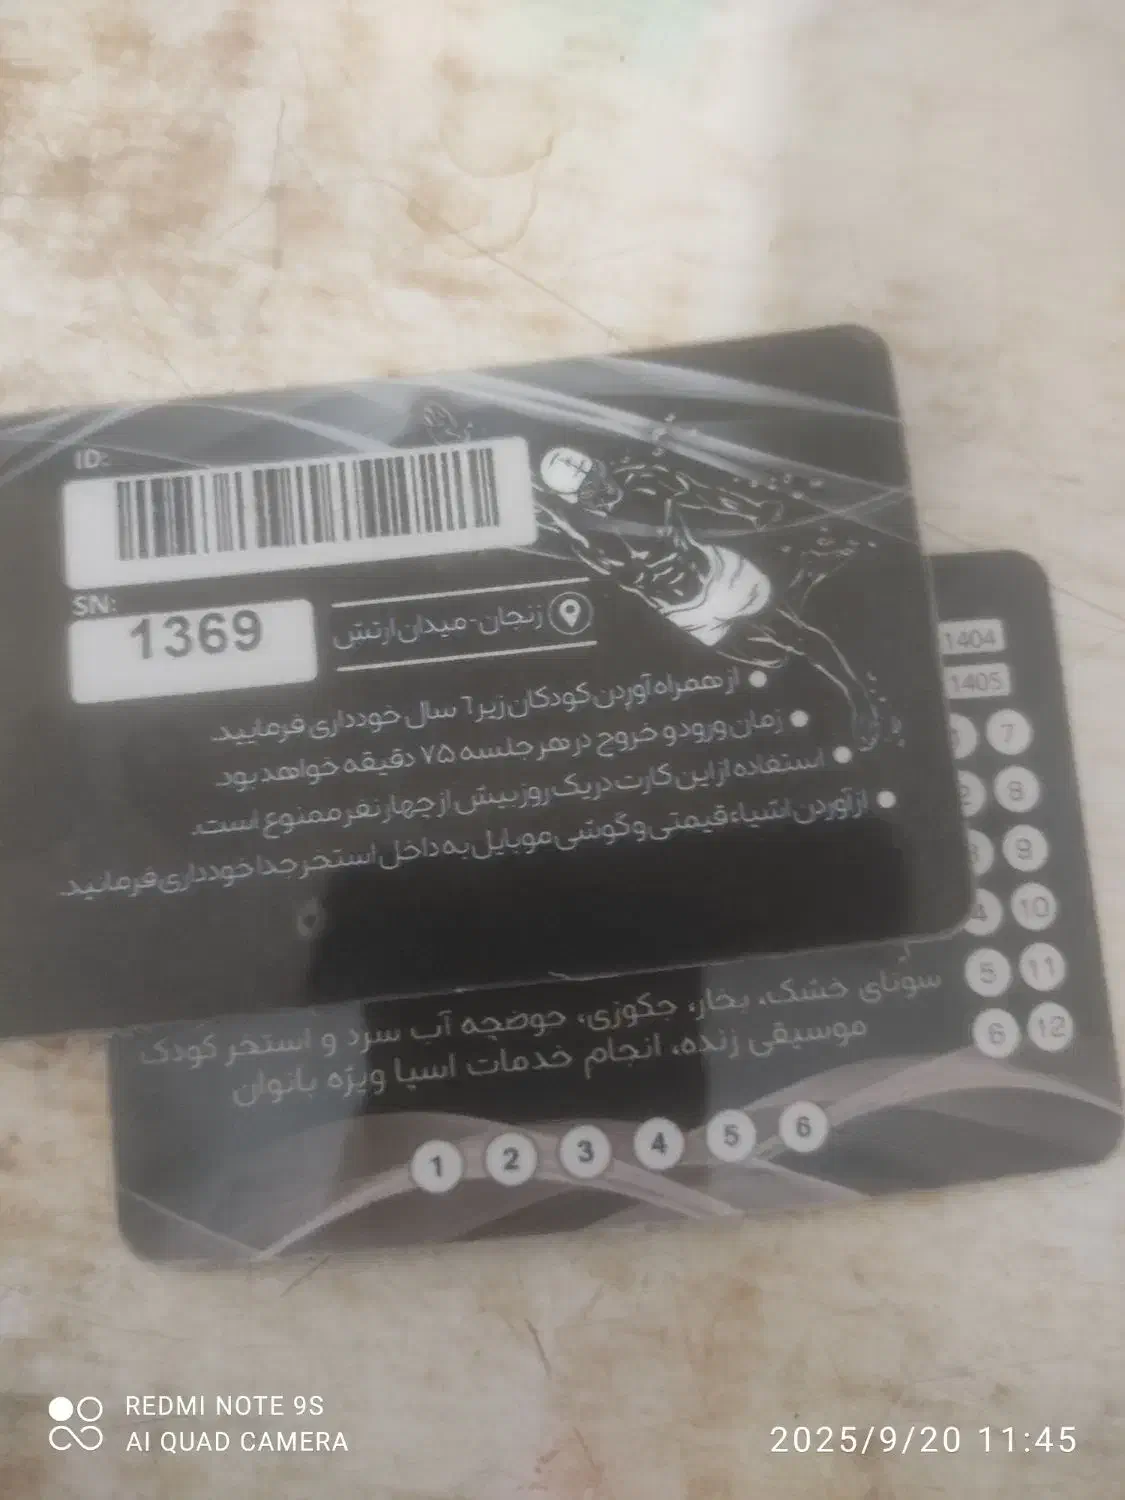 ID:
SN:
1369
زنجان-میدان ارتش
از همراه آوردن کودکان زیر 6 سال خودداری فرمایید.
زمان ورود و خروج در هر جلسه ۷۵ دقیقه خواهد بود.
استفاده از این کارت در یک روز بیش از چهار نفر ممنوع است.
از آوردن اشیاء قیمتی و گوشی موبایل به داخل استخر جدا خودداری فرمائید.
1404
1405
7
2 8
9
4 10
5 11
6 12
سونای خشک، بخار، جکوزی، حوضچه آب سرد و استخر کودک
موسیقی زنده، انجام خدمات اسپا ویژه بانوان
1 2 3 4 5 6
REDMI NOTE 9S
AI QUAD CAMERA
2025/9/20 11:45